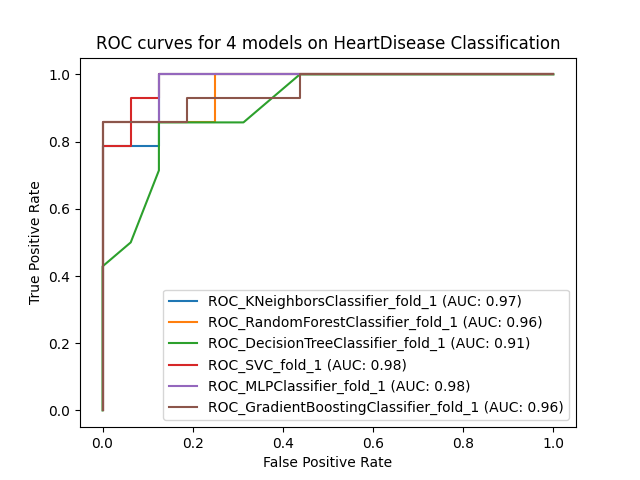 ROC curves for 4 models on HeartDisease Classification
True Positive Rate
1.0
0.8
0.6
0.4
0.2
0.0
ROC_KNeighborsClassifier_fold_1 (AUC: 0.97)
ROC_RandomForestClassifier_fold_1 (AUC: 0.96)
ROC_DecisionTreeClassifier_fold_1 (AUC: 0.91)
ROC_SVC_fold_1 (AUC: 0.98)
ROC_MLPClassifier_fold_1 (AUC: 0.98)
ROC_GradientBoostingClassifier_fold_1 (AUC: 0.96)
0.0 0.2 0.4 0.6 0.8 1.0
False Positive Rate